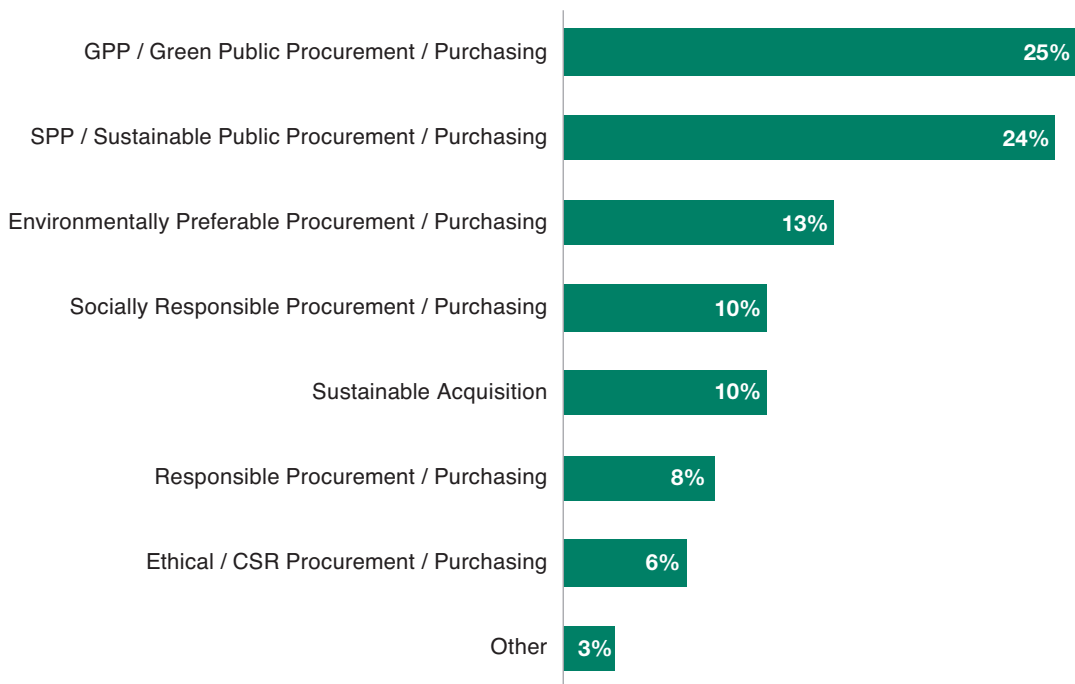 GPP / Green Public Procurement / Purchasing 25%
SPP / Sustainable Public Procurement / Purchasing 24%
Environmentally Preferable Procurement / Purchasing 13%
Socially Responsible Procurement / Purchasing 10%
Sustainable Acquisition 10%
Responsible Procurement / Purchasing 8%
Ethical / CSR Procurement / Purchasing 6%
Other 3%